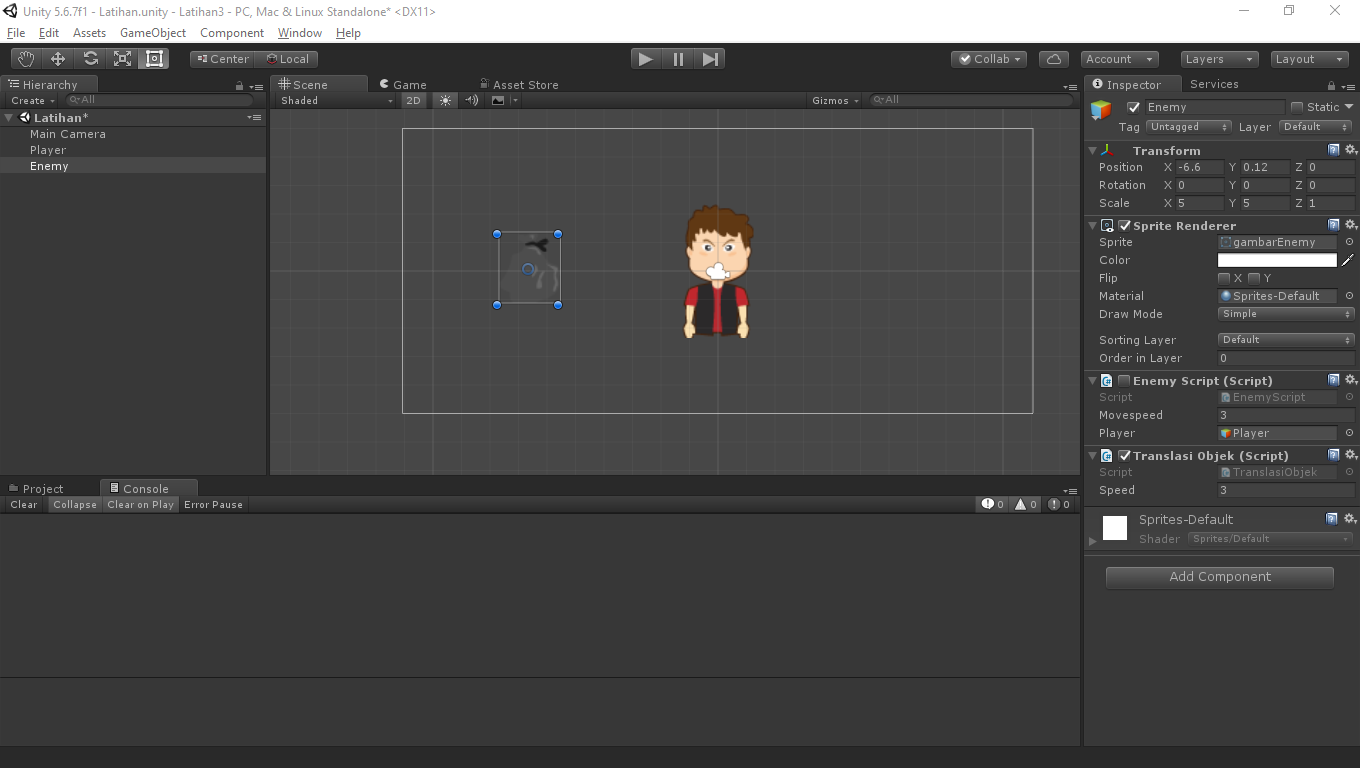 Unity 5.6.7f1 - Latihan.unity - Latihan3 - PC, Mac & Linux Standalone* <DX11>
File Edit Assets GameObject Component Window Help
Center Local Collab Account Layers Layout
Hierarchy
Create All
Latihan*
Main Camera
Player
Enemy
Scene Game Asset Store
Shaded 2D Gizmos All
Inspector Services
Enemy Static
Tag Untagged Layer Default
Transform
Position X -6.6 Y 0.12 Z 0
Rotation X 0 Y 0 Z 0
Scale X 5 Y 5 Z 1
Sprite Renderer
Sprite gambarEnemy
Color
Flip X Y
Material Sprites-Default
Draw Mode Simple
Sorting Layer Default
Order in Layer 0
Enemy Script (Script)
Script EnemyScript
Movespeed 3
Player Player
Translasi Objek (Script)
Script TranslasiObjek
Speed 3
Sprites-Default
Shader Sprites/Default
Add Component
Project Console
Clear Collapse Clear on Play Error Pause 0 0 0